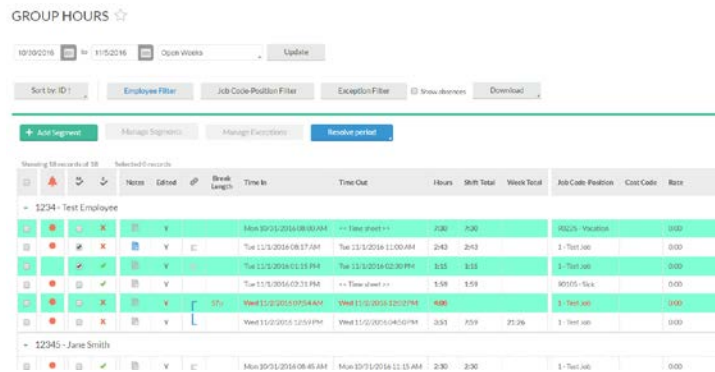 GROUP HOURS
10/30/2016 to 11/5/2016 Open Weeks Update
Sort by: ID ↑ Employee Filter Job Code-Position Filter Exception Filter Show absences Download
+ Add Segment Manage Segments Manage Exceptions Resolve period
Showing 18 records of 18 Selected 0 records
Notes Edited Break Length Time In Time Out Hours Shift Total Week Total Job Code-Position Cost Code Rate
1234 - Test Employee
Y Mon 10/31/2016 08:00 AM << Time sheet >> 7:30 7:30 90225 - Vacation 0.00
Y Tue 11/1/2016 08:17 AM Tue 11/1/2016 11:00 AM 2:43 2:43 1 - Test Job 0.00
Y Tue 11/1/2016 01:15 PM Tue 11/1/2016 02:30 PM 1:15 1:15 1 - Test Job 0.00
Y Tue 11/1/2016 02:31 PM << Time sheet >> 1:59 1:59 90105 - Sick 0.00
Y 57u Wed 11/2/2016 07:54 AM Wed 11/2/2016 12:02 PM 4:08 1 - Test Job 0.00
Y Wed 11/2/2016 12:59 PM Wed 11/2/2016 04:50 PM 3:51 7:59 21:26 1 - Test Job 0.00
12345 - Jane Smith
Y Mon 10/31/2016 08:45 AM Mon 10/31/2016 11:15 AM 2:30 2:30 1 - Test Job 0.00